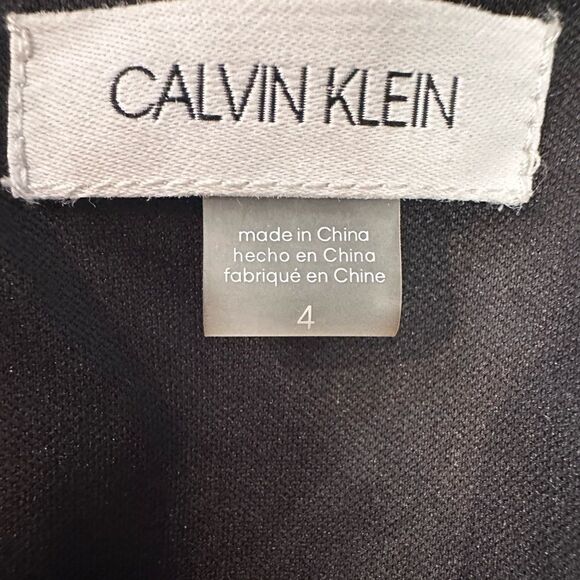 CALVIN KLEIN
made in China
hecho en China
fabriqué en Chine
4